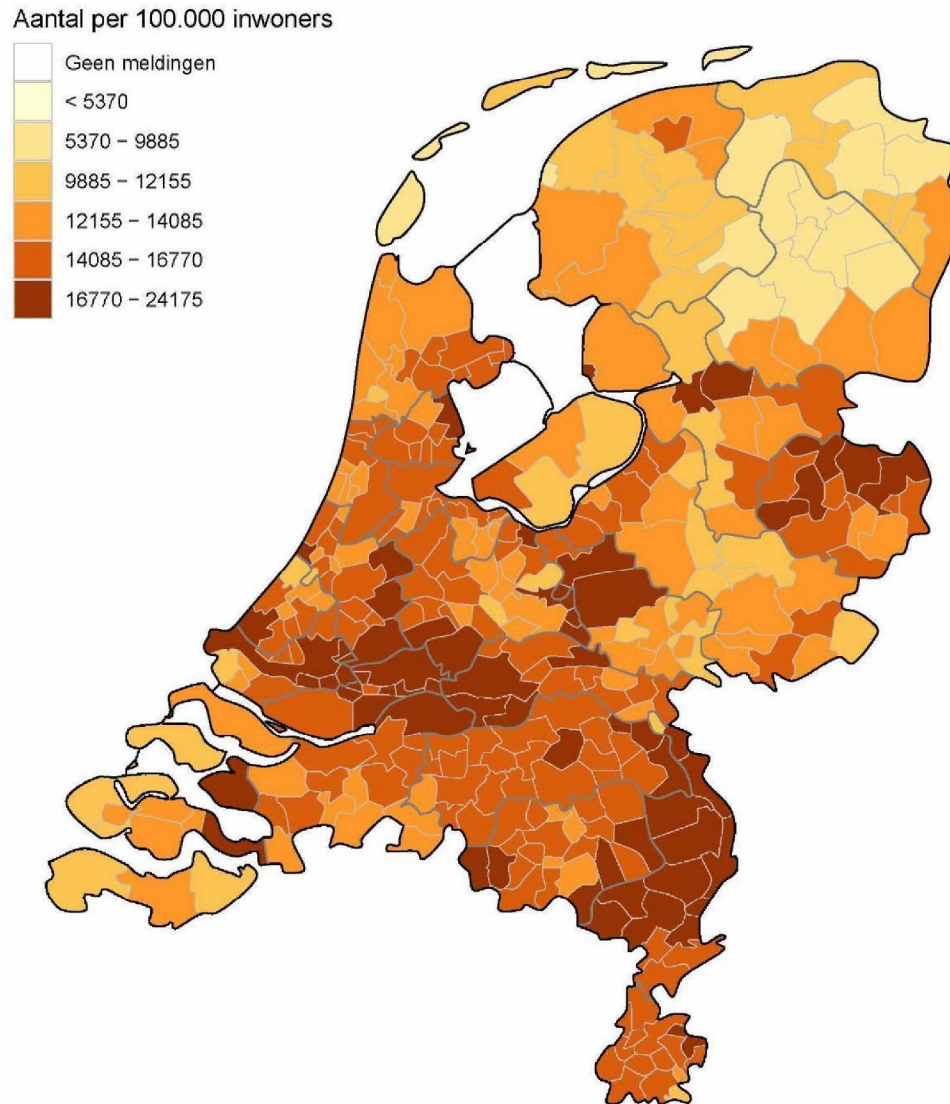 Aantal per 100.000 inwoners
Geen meldingen
< 5370
5370 – 9885
9885 – 12155
12155 – 14085
14085 – 16770
16770 – 24175